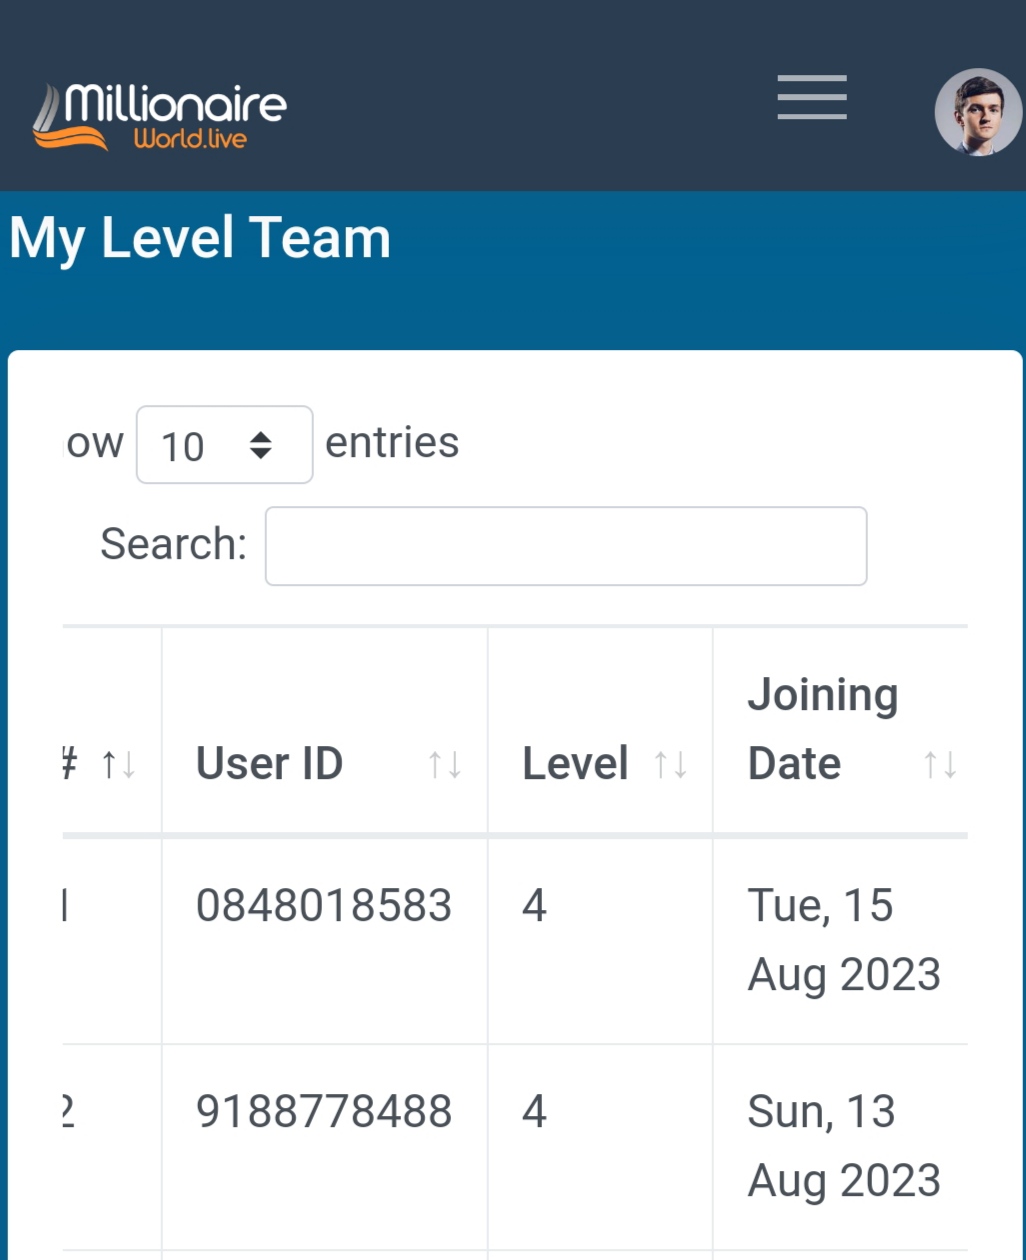 Millionaire
World.live
My Level Team
ow 10 entries
Search:
# ↑↓ User ID ↑↓ Level ↑↓ Joining Date ↑↓
1 0848018583 4 Tue, 15
Aug 2023
2 9188778488 4 Sun, 13
Aug 2023